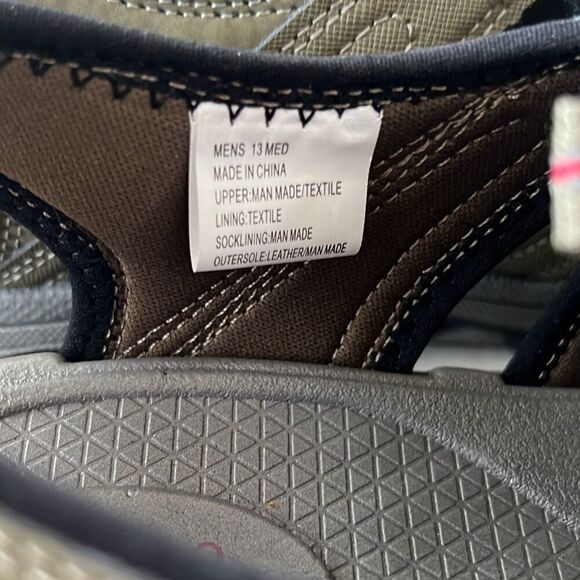 MENS 13 MED
MADE IN CHINA
UPPER:MAN MADE/TEXTILE
LINING:TEXTILE
SOCKLINING:MAN MADE
OUTERSOLE:LEATHER/MAN MADE